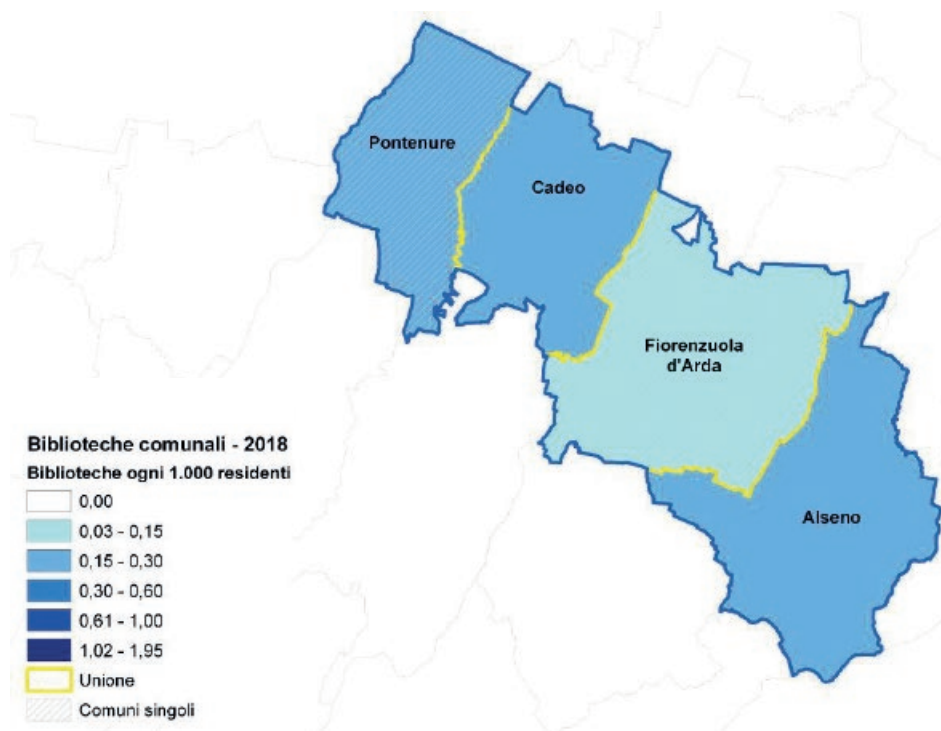 Pontenure
Cadeo
Fiorenzuola
d'Arda
Alseno
Biblioteche comunali - 2018
Biblioteche ogni 1.000 residenti
0,00
0,03 - 0,15
0,15 - 0,30
0,30 - 0,60
0,61 - 1,00
1,02 - 1,95
Unione
Comuni singoli